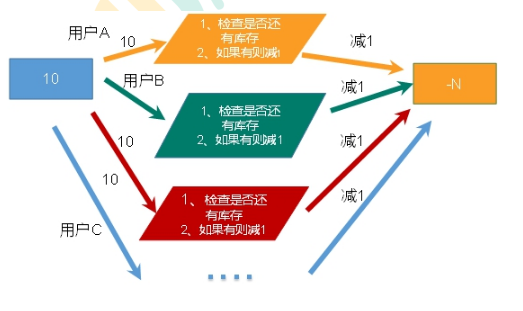 用户A
10
1、检查是否还
有库存
2、如果有则减1
减1
10
用户B
1、检查是否还
有库存
2、如果有则减1
减1
-N
10
减1
10
1、检查是否还
有库存
2、如果有则减1
减1
用户C
....